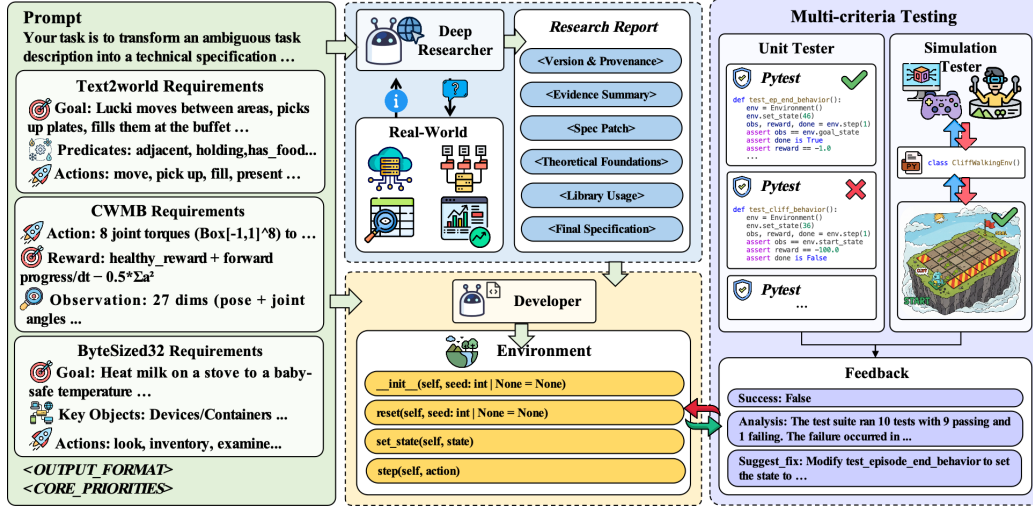 Prompt
Your task is to transform an ambiguous task
description into a technical specification …
Text2world Requirements
Goal: Lucki moves between areas, picks
up plates, fills them at the buffet …
Predicates: adjacent, holding,has_food...
Actions: move, pick up, fill, present …
CWMB Requirements
Action: 8 joint torques (Box[-1,1]^8) to …
Reward: healthy_reward + forward
progress/dt − 0.5*Σa²
Observation: 27 dims (pose + joint
angles ...
ByteSized32 Requirements
Goal: Heat milk on a stove to a baby-
safe temperature …
Key Objects: Devices/Containers ...
Actions: look, inventory, examine...
<OUTPUT_FORMAT>
<CORE_PRIORITIES>
Deep
Researcher
Real-World
Research Report
<Version & Provenance>
<Evidence Summary>
<Spec Patch>
<Theoretical Foundations>
<Library Usage>
<Final Specification>
Developer
Environment
__init__(self, seed: int | None = None)
reset(self, seed: int | None = None)
set_state(self, state)
step(self, action)
Multi-criteria Testing
Unit Tester
Pytest
def test_ep_end_behavior():
env = Environment()
env.set_state(46)
obs, reward, done = env.step(1)
assert obs == env.goal_state
assert done is True
assert reward == -1.0
...
Pytest
def test_cliff_behavior():
env = Environment()
env.set_state(36)
obs, reward, done = env.step(1)
assert obs == env.start_state
assert reward == -100.0
assert done is False
Pytest
...
Simulation
Tester
PY
class CliffWalkingEnv()
START
Feedback
Success: False
Analysis: The test suite ran 10 tests with 9 passing and
1 failing. The failure occurred in ...
Suggest_fix: Modify test_episode_end_behavior to set
the state to …